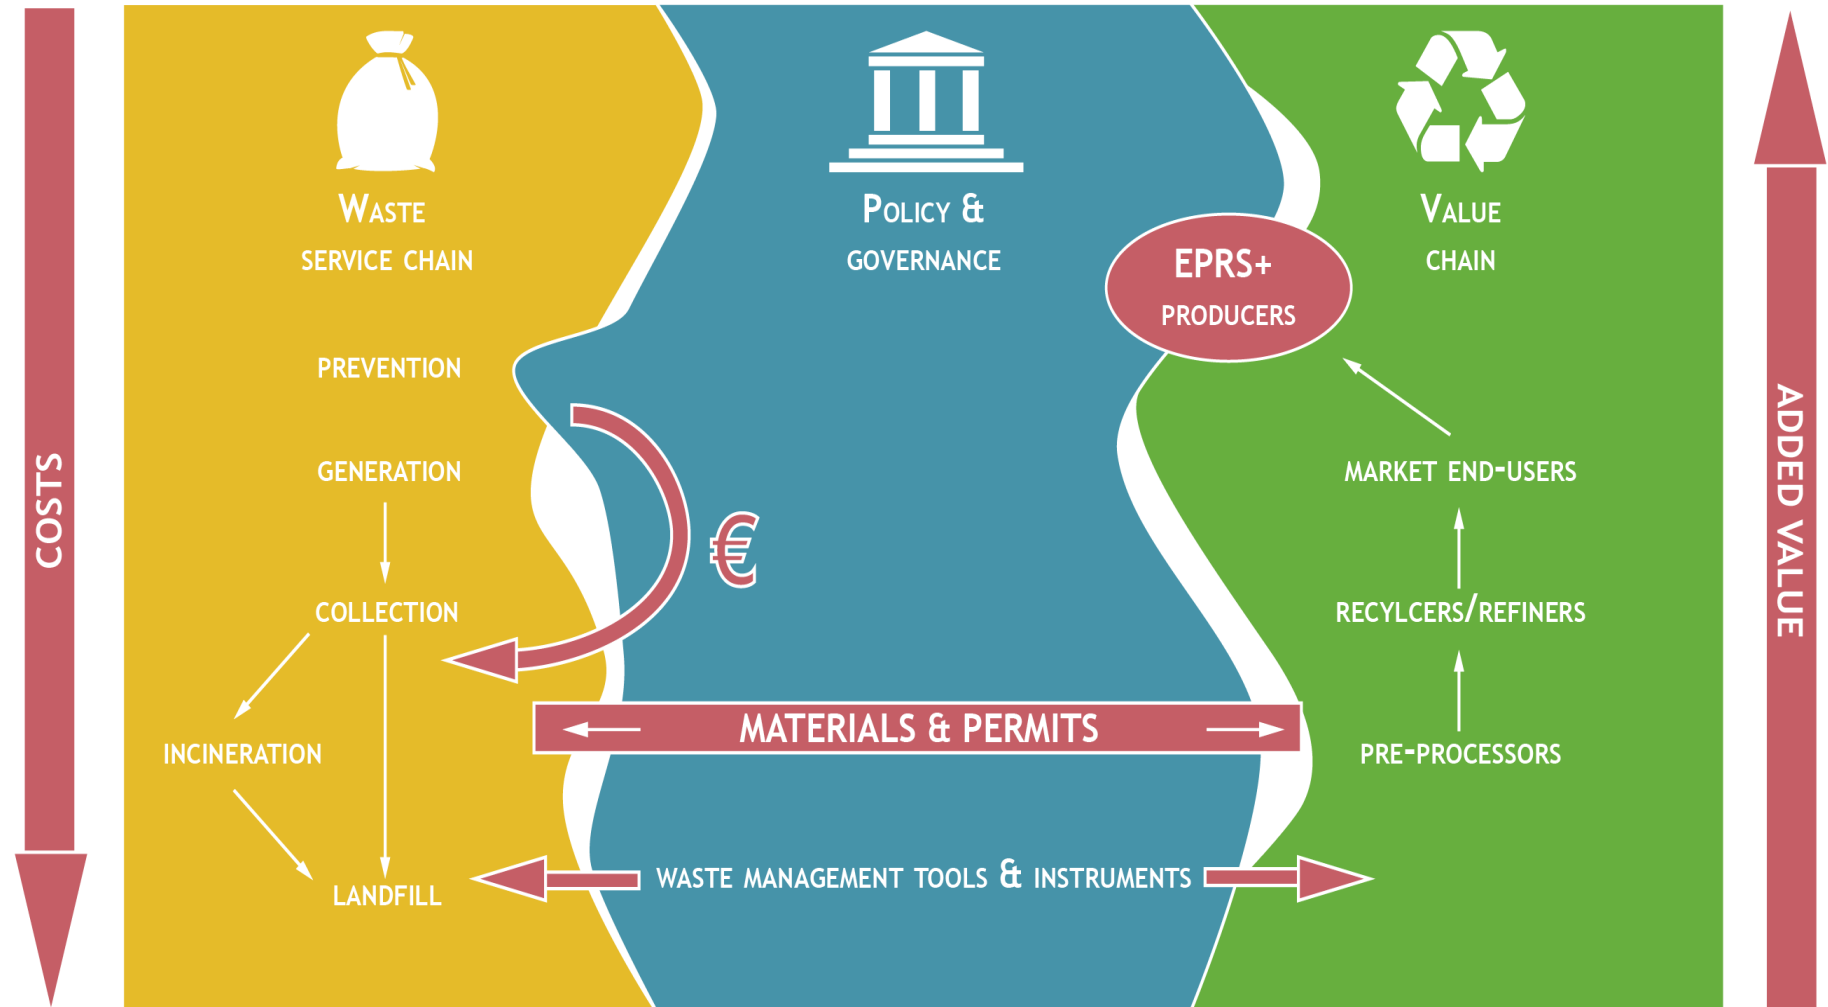 WASTE
SERVICE CHAIN
PREVENTION
GENERATION
COLLECTION
INCINERATION
LANDFILL
COSTS
POLICY &
GOVERNANCE
€
MATERIALS & PERMITS
WASTE MANAGEMENT TOOLS & INSTRUMENTS
EPRS+
PRODUCERS
VALUE
CHAIN
MARKET END-USERS
RECYLCERS/REFINERS
PRE-PROCESSORS
ADDED VALUE